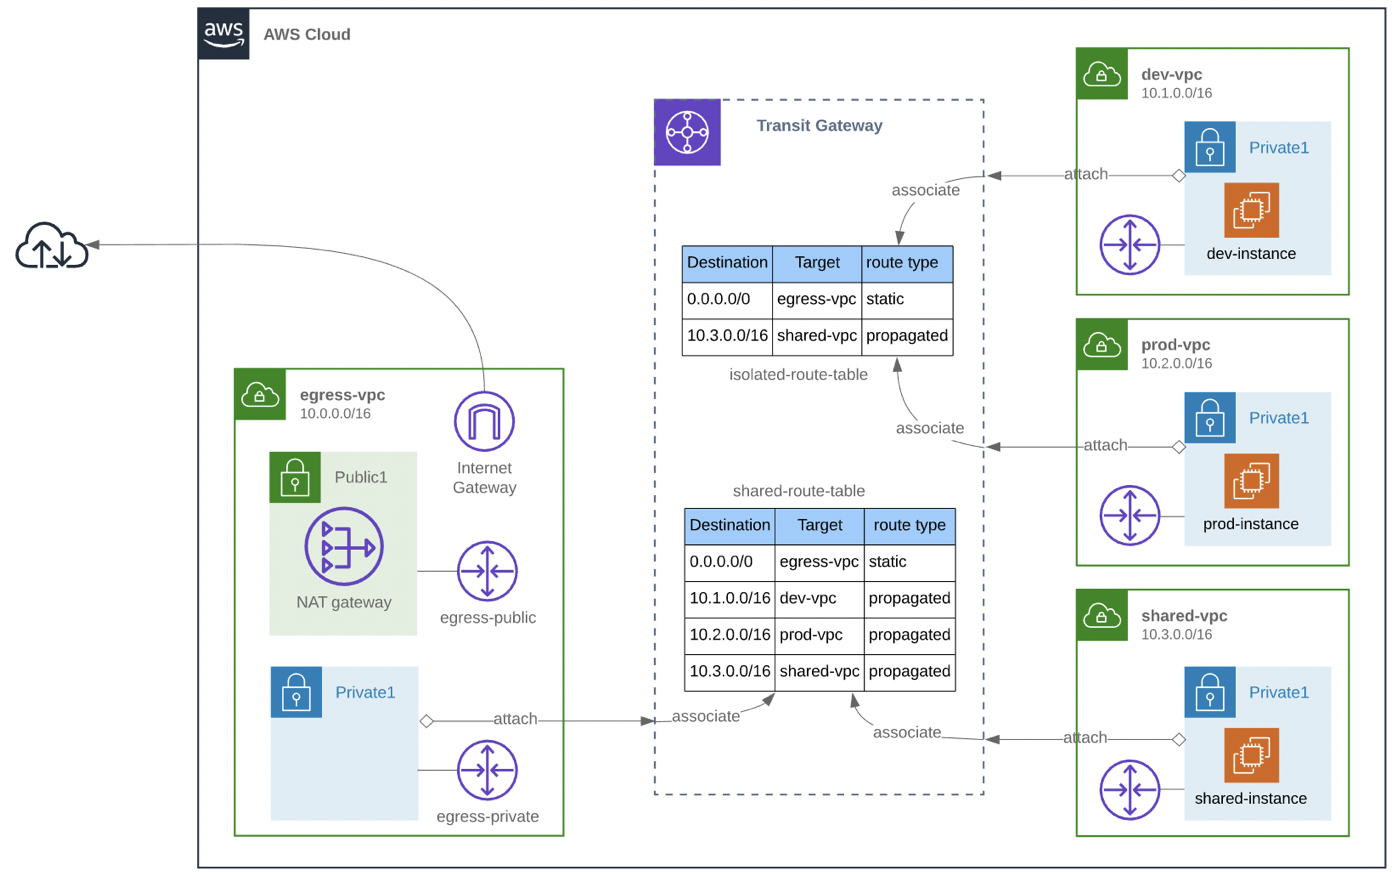 aws
AWS Cloud
Transit Gateway
associate
Destination Target route type
0.0.0.0/0 egress-vpc static
10.3.0.0/16 shared-vpc propagated
isolated-route-table
associate
shared-route-table
Destination Target route type
0.0.0.0/0 egress-vpc static
10.1.0.0/16 dev-vpc propagated
10.2.0.0/16 prod-vpc propagated
10.3.0.0/16 shared-vpc propagated
associate
associate
egress-vpc
10.0.0.0/16
Internet
Gateway
Public1
NAT gateway
egress-public
Private1
attach
egress-private
dev-vpc
10.1.0.0/16
Private1
attach
dev-instance
prod-vpc
10.2.0.0/16
Private1
attach
prod-instance
shared-vpc
10.3.0.0/16
Private1
attach
shared-instance